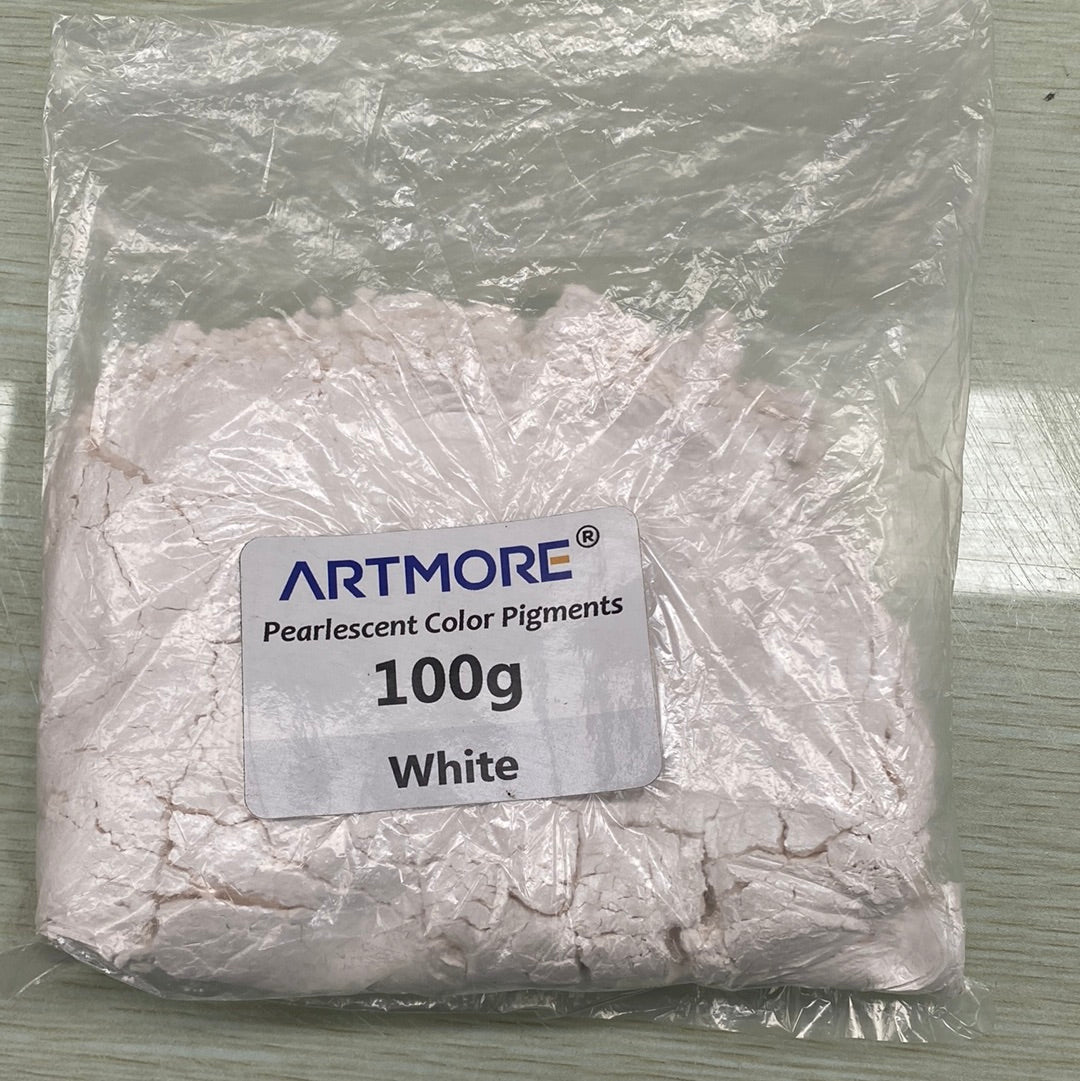 ARTMORE®
Pearlescent Color Pigments
100g
White